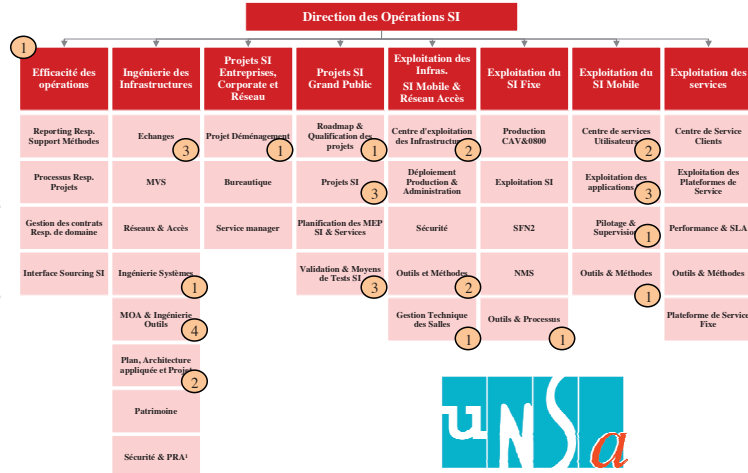 Direction des Opérations SI
1
Efficacité des
opérations
Reporting Resp.
Support Méthodes
Processus Resp.
Projets
Gestion des contrats
Resp. de domaine
Interface Sourcing SI
Ingénierie des
Infrastructures
Echanges
3
MVS
Réseaux & Accès
Ingénierie Systèmes
1
MOA & Ingénierie
Outils
4
Plan, Architecture
appliquée et Projet
2
Patrimoine
Sécurité & PRA¹
Projets SI
Entreprises,
Corporate et
Réseau
Projet Déménagement
1
Bureautique
Service manager
Projets SI
Grand Public
Roadmap &
Qualification des
projets
1
Projets SI
3
Planification des MEP
SI & Services
Validation & Moyens
de Tests SI
3
Exploitation des
Infras.
SI Mobile &
Réseau Accès
Centre d'exploitation
des Infrastructures
2
Déploiement
Production &
Administration
Sécurité
Outils et Méthodes
2
Gestion Technique
des Salles
1
Exploitation du
SI Fixe
Production
CAV&0800
Exploitation SI
SFN2
NMS
Outils & Processus
1
Exploitation du
SI Mobile
Centre de services
Utilisateurs
2
Exploitation des
applications
3
Pilotage &
Supervision
1
Outils & Méthodes
1
Exploitation des
services
Centre de Service
Clients
Exploitation des
Plateformes de
Service
Performance & SLA
Outils & Méthodes
Plateforme de Service
Fixe
uNSa